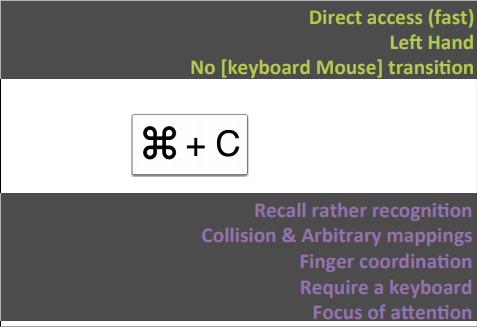 Direct access (fast)
Left Hand
No [keyboard Mouse] transition
⌘ + C
Recall rather recognition
Collision & Arbitrary mappings
Finger coordination
Require a keyboard
Focus of attention